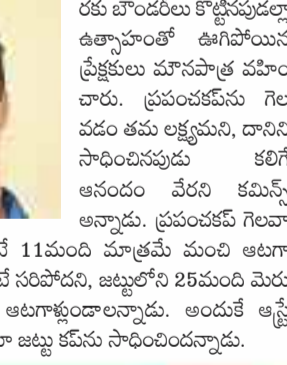 రకు బౌండరీలు కొట్టినపుడల్లా
ఉత్సాహంతో ఊగిపోయిన
ప్రేక్షకులు మౌనపాత్ర వహిం
చారు. ప్రపంచకప్‌ను గెల
వడం తమ లక్ష్యమని, దానిని
సాధించినపుడు కలిగే
ఆనందం వేరని కమిన్స్
అన్నాడు. ప్రపంచకప్ గెలవా
టే 11మంది మాత్రమే మంచి ఆటగా
టే సరిపోదని, జట్టులోని 25మంది మెరు
ఆటగాళ్లుండాలన్నాడు. అందుకే ఆస్ట్రే
యా జట్టు కప్‌ను సాధించిందన్నాడు.